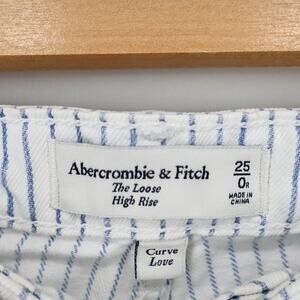 Abercrombie & Fitch
The Loose
High Rise
25
0R
MADE IN
CHINA
Curve
Love